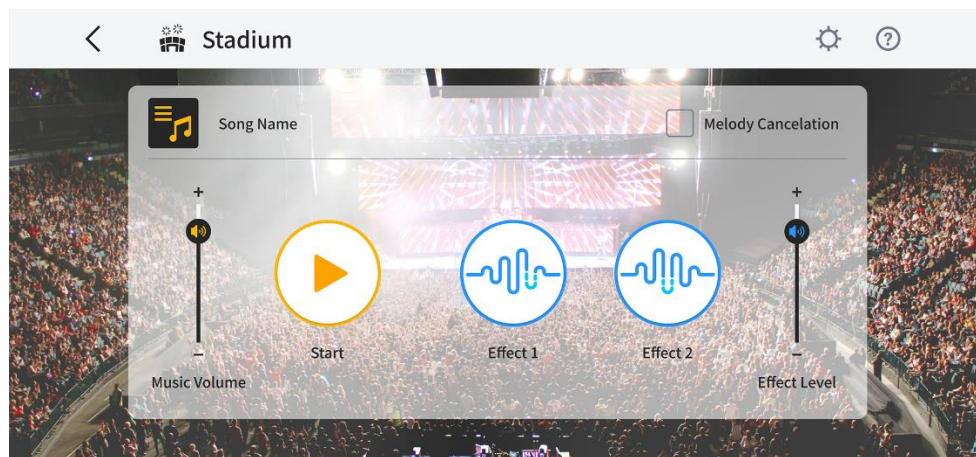 Stadium
Song Name
Melody Cancelation
+
+
Start
Effect 1
Effect 2
–
–
Music Volume
Effect Level